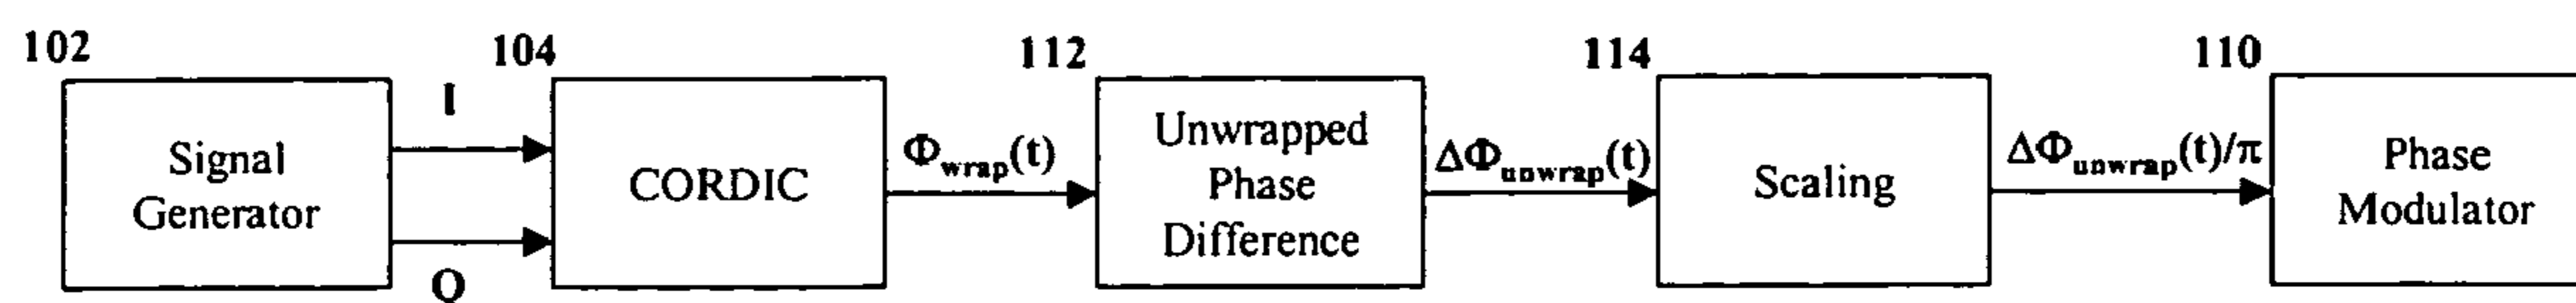 102
104
112
114
110
I
Q
Signal
Generator
CORDIC
Φwrap(t)
Unwrapped
Phase
Difference
ΔΦunwrap(t)
Scaling
ΔΦunwrap(t)/π
Phase
Modulator